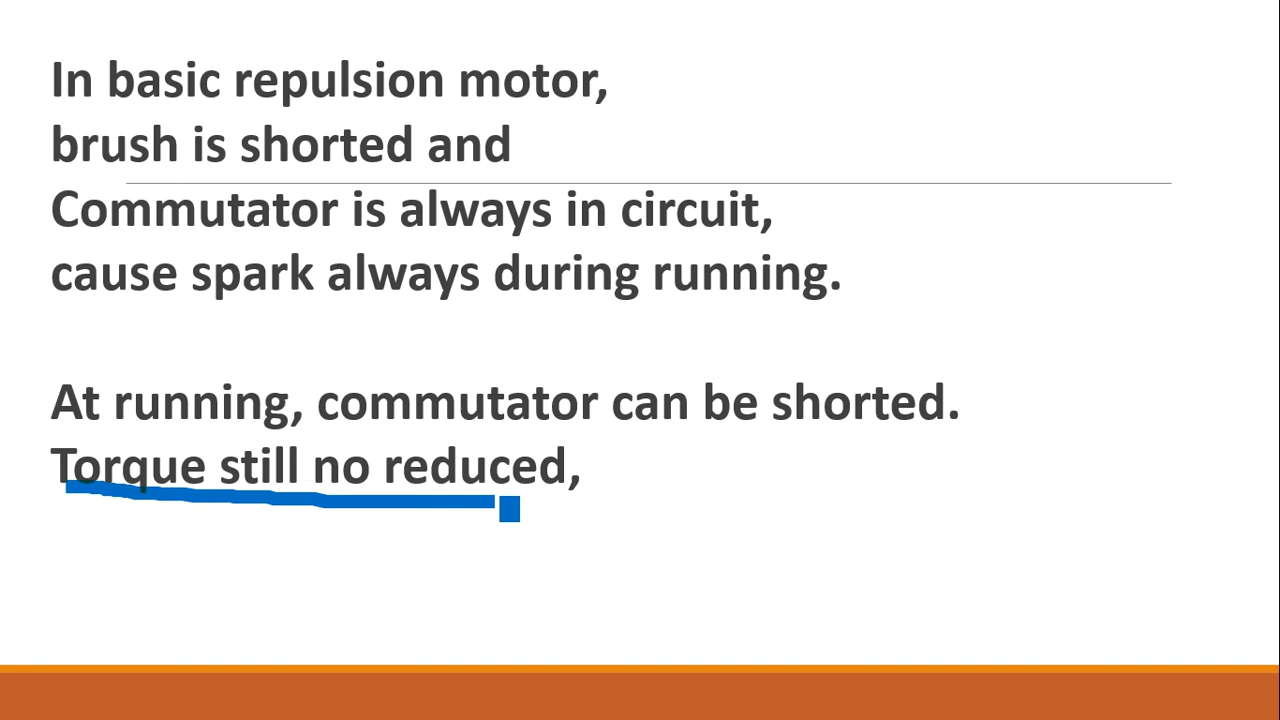 In basic repulsion motor,
brush is shorted and
Commutator is always in circuit,
cause spark always during running.
At running, commutator can be shorted.
Torque still no reduced,